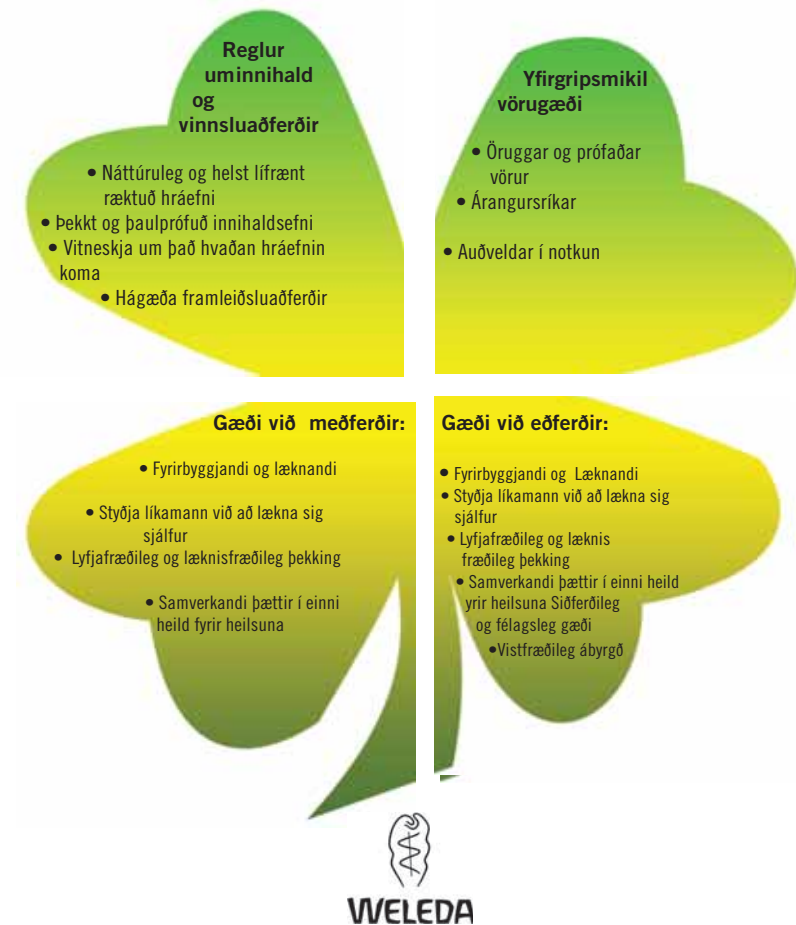 Reglur
uminnihald
og
vinnsluaðferðir
• Náttúruleg og helst lífrænt
ræktuð hráefni
• Þekkt og þaulprófuð innihaldsefni
• Vitneskja um það hvaðan hráefnin
koma
• Hágæða framleiðsluaðferðir
Yfirgripsmikil
vörugæði
• Öruggar og prófaðar
vörur
• Árangursríkar
• Auðveldar í notkun
Gæði við meðferðir:
• Fyrirbyggjandi og læknandi
• Styðja líkamann við að lækna sig
sjálfur
• Lyfjafræðileg og læknisfræðileg þekking
• Samverkandi þættir í einni
heild fyrir heilsuna
Gæði við eðferðir:
• Fyrirbyggjandi og Læknandi
• Styðja líkamann við að lækna sig
sjálfur
• Lyfjafræðileg og læknis
fræðileg þekking
• Samverkandi þættir í einni heild
yrir heilsuna Siðferðileg
og félagsleg gæði
•Vistfræðileg ábyrgð
WELEDA